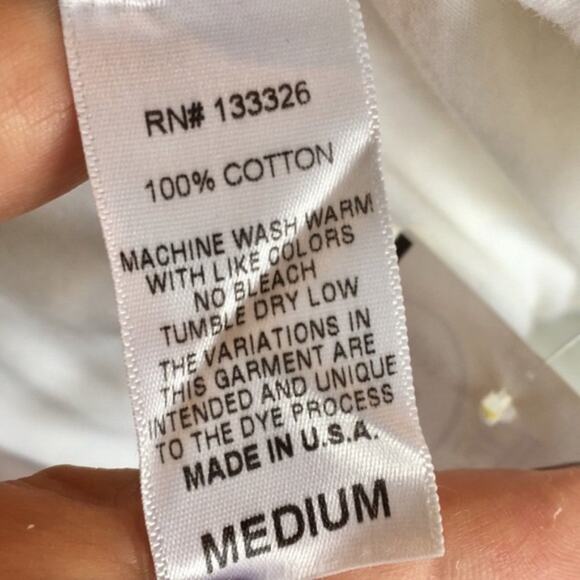 RN# 133326
100% COTTON
MACHINE WASH WARM
WITH LIKE COLORS
NO BLEACH
TUMBLE DRY LOW
THE VARIATIONS IN
THIS GARMENT ARE
INTENDED AND UNIQUE
TO THE DYE PROCESS
MADE IN U.S.A.
MEDIUM